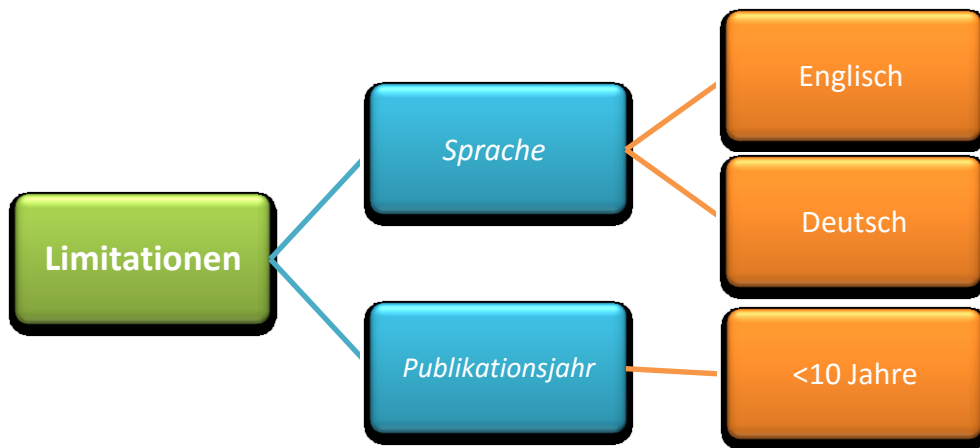 Limitationen
Sprache
Englisch
Deutsch
Publikationsjahr
<10 Jahre